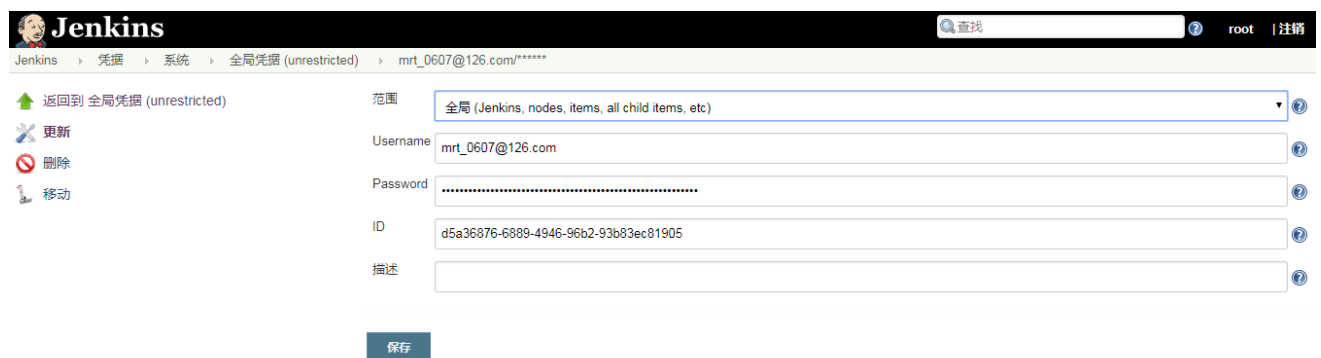 Jenkins
查找
root | 注销
Jenkins 凭据 系统 全局凭据 (unrestricted) mrt_0607@126.com/******
返回到 全局凭据 (unrestricted)
更新
删除
移动
范围 全局 (Jenkins, nodes, items, all child items, etc)
Username mrt_0607@126.com
Password ••••••••••••••••••••••••••••••••••••••••••••••••••••••••••
ID d5a36876-6889-4946-96b2-93b83ec81905
描述
保存